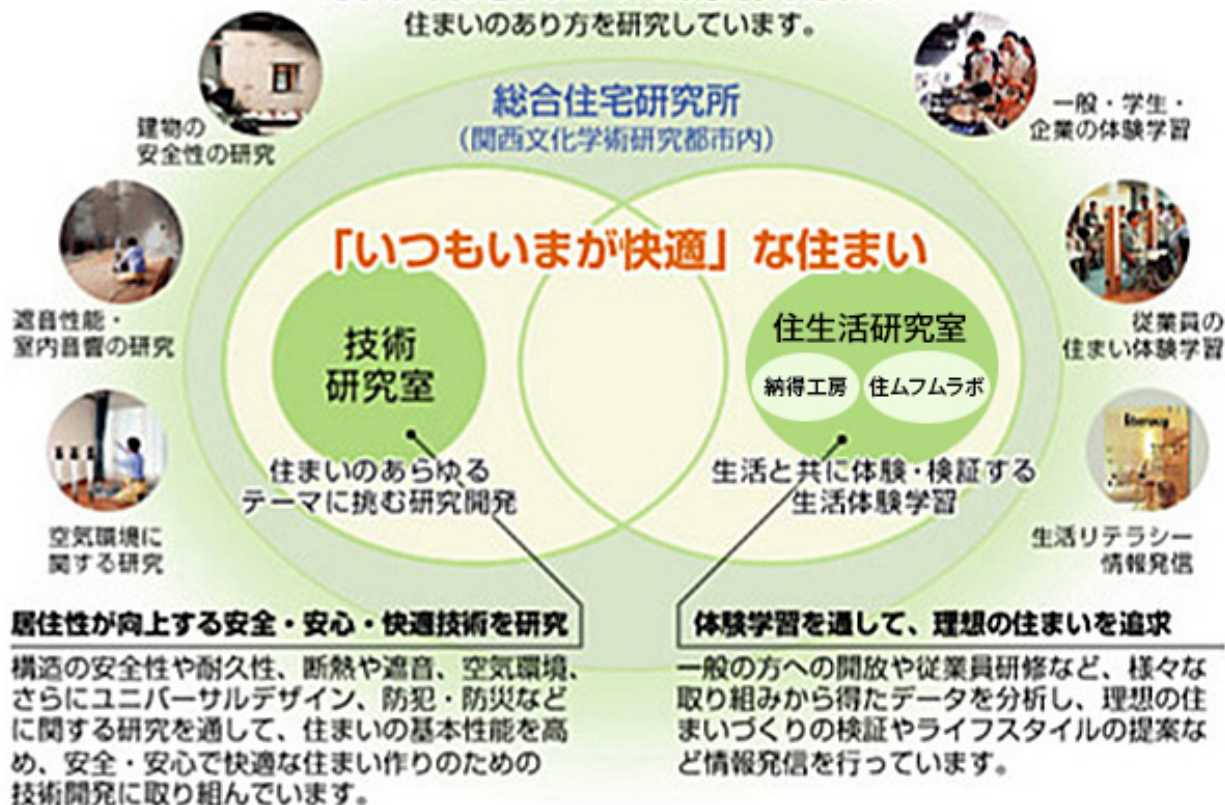 住まいのあり方を研究しています。
総合住宅研究所
(関西文化学術研究都市内)
建物の
安全性の研究
一般・学生・
企業の体験学習
「いつもいまが快適」な住まい
遮音性能・
室内音響の研究
技術
研究室
住生活研究室
納得工房
住ムフムラボ
従業員の
住まい体験学習
住まいのあらゆる
テーマに挑む研究開発
生活と共に体験・検証する
生活体験学習
空気環境に
関する研究
literacy
生活リテラシー
情報発信
居住性が向上する安全・安心・快適技術を研究
構造の安全性や耐久性、断熱や遮音、空気環境、
さらにユニバーサルデザイン、防犯・防災など
に関する研究を通して、住まいの基本性能を高
め、安全・安心で快適な住まい作りのための
技術開発に取り組んでいます。
体験学習を通して、理想の住まいを追求
一般の方への開放や従業員研修など、様々な
取り組みから得たデータを分析し、理想の住
まいづくりの検証やライフスタイルの提案な
ど情報発信を行っています。